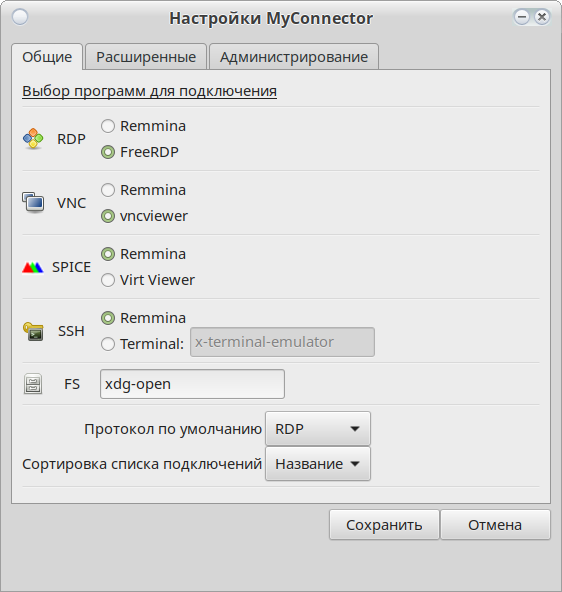 Настройки MyConnector
Общие Расширенные Администрирование
Выбор программ для подключения
RDP
Remmina
FreeRDP
VNC
Remmina
vncviewer
SPICE
Remmina
Virt Viewer
SSH
Remmina
Terminal: x-terminal-emulator
FS xdg-open
Протокол по умолчанию RDP
Сортировка списка подключений Название
Сохранить Отмена